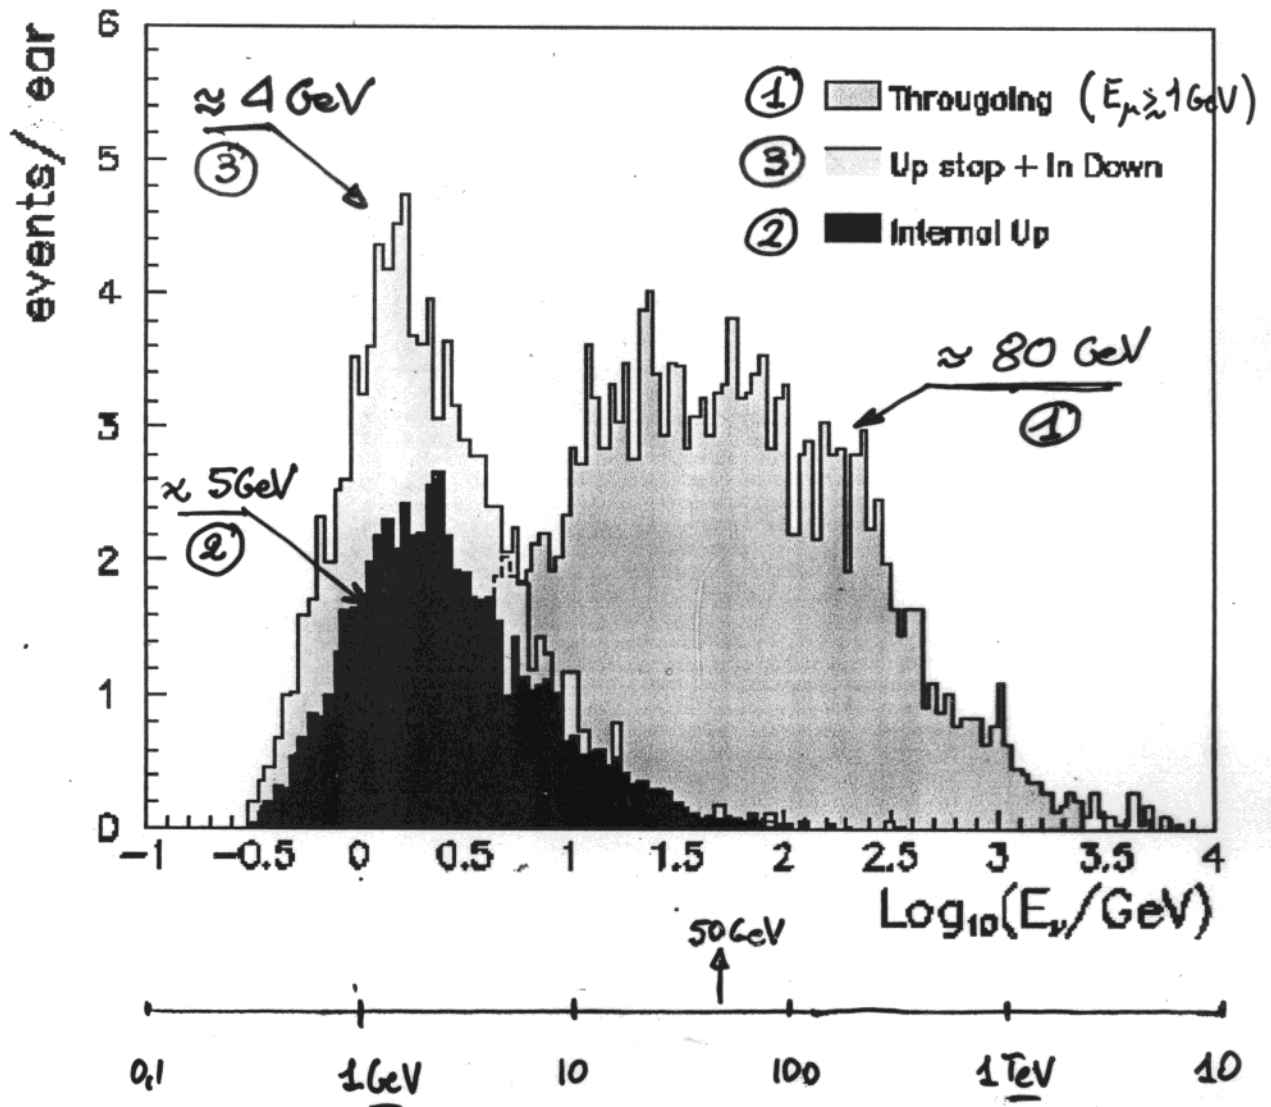 events/ ear
6
5
4
3
2
1
0
≈ 4 GeV
③
≈ 5GeV
②
① Througoing (Eμ ≳ 1 GeV)
③ Up stop + In Down
② Internal Up
≈ 80 GeV
①
-1 -0.5 0 0.5 1 1.5 2 2.5 3 3.5 4
Log10(Eν/GeV)
50GeV
0,1 1GeV 10 100 1TeV 10